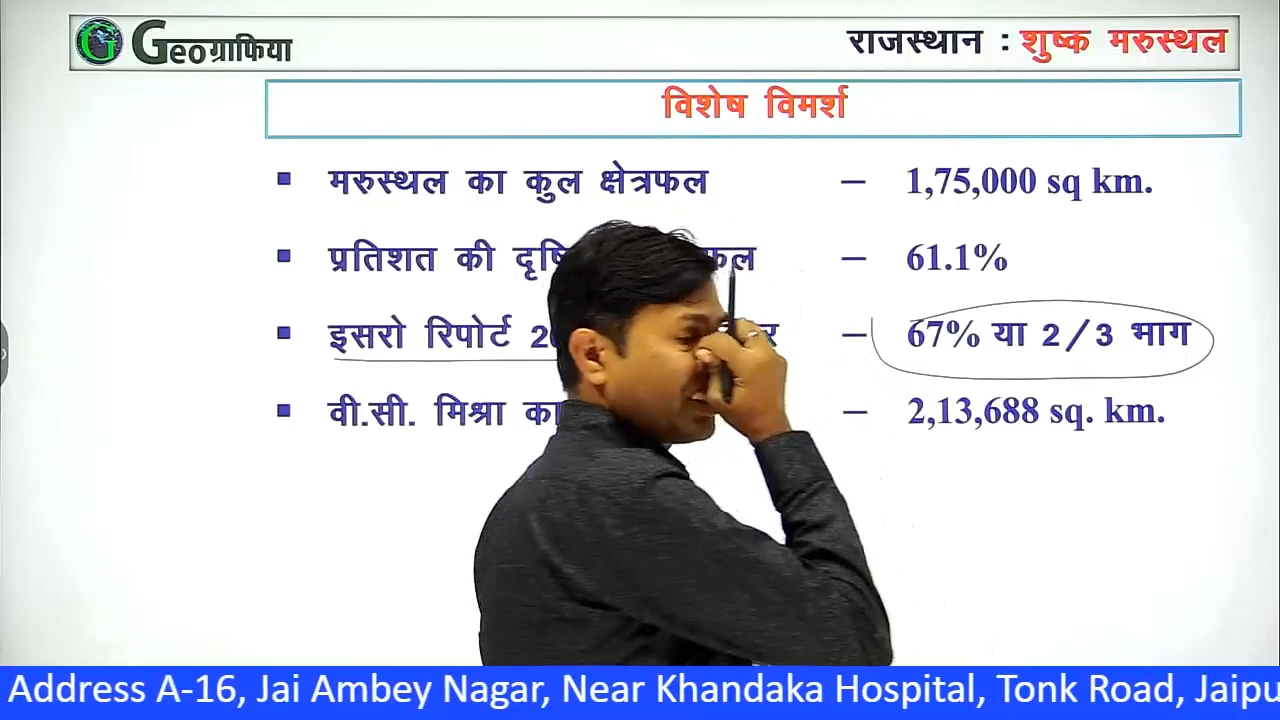 Geoग्राफिया
राजस्थान : शुष्क मरुस्थल
विशेष विमर्श
▪ मरुस्थल का कुल क्षेत्रफल – 1,75,000 sq km.
▪ प्रतिशत की – 61.1%
▪ इसरो रिपोर्ट – 67% या 2/3 भाग
▪ वी.सी. मिश्रा – 2,13,688 sq. km.
Address A-16, Jai Ambey Nagar, Near Khandaka Hospital, Tonk Road,